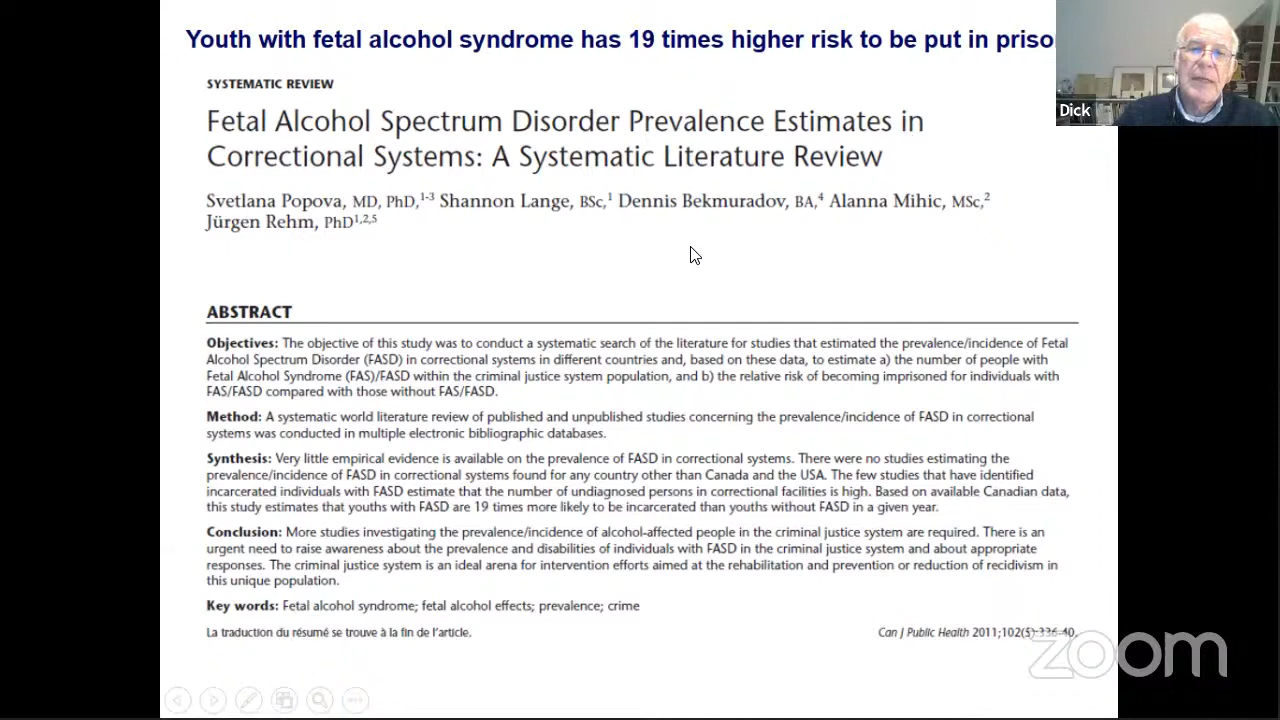 Youth with fetal alcohol syndrome has 19 times higher risk to be put in
SYSTEMATIC REVIEW
Fetal Alcohol Spectrum Disorder Prevalence Estimates in
Correctional Systems: A Systematic Literature Review
Svetlana Popova, MD, PhD,1-3 Shannon Lange, BSc,1 Dennis Bekmuradov, BA,4 Alanna Mihic, MSc,2
Jürgen Rehm, PhD1,2,5
ABSTRACT
Objectives: The objective of this study was to conduct a systematic search of the literature for studies that estimated the prevalence/incidence of Fetal
Alcohol Spectrum Disorder (FASD) in correctional systems in different countries and, based on these data, to estimate a) the number of people with
Fetal Alcohol Syndrome (FAS)/FASD within the criminal justice system population, and b) the relative risk of becoming imprisoned for individuals with
FAS/FASD compared with those without FAS/FASD.
Method: A systematic world literature review of published and unpublished studies concerning the prevalence/incidence of FASD in correctional
systems was conducted in multiple electronic bibliographic databases.
Synthesis: Very little empirical evidence is available on the prevalence of FASD in correctional systems. There were no studies estimating the
prevalence/incidence of FASD in correctional systems found for any country other than Canada and the USA. The few studies that have identified
incarcerated individuals with FASD estimate that the number of undiagnosed persons in correctional facilities is high. Based on available Canadian data,
this study estimates that youths with FASD are 19 times more likely to be incarcerated than youths without FASD in a given year.
Conclusion: More studies investigating the prevalence/incidence of alcohol-affected people in the criminal justice system are required. There is an
urgent need to raise awareness about the prevalence and disabilities of individuals with FASD in the criminal justice system and about appropriate
responses. The criminal justice system is an ideal arena for intervention efforts aimed at the rehabilitation and prevention or reduction of recidivism in
this unique population.
Key words: Fetal alcohol syndrome; fetal alcohol effects; prevalence; crime
La traduction du résumé se trouve à la fin de l'article.
Can J Public Health 2011;102(5):336-40.
Dick
zoom